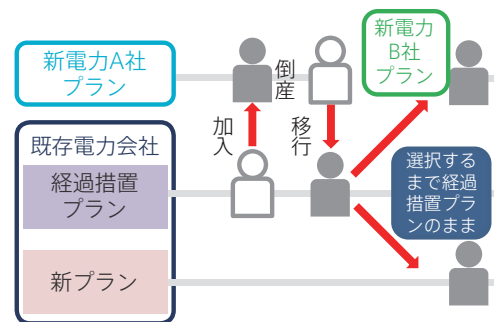 新電力A社
プラン
既存電力会社
経過措置
プラン
新プラン
加入
倒産
移行
新電力
B社
プラン
選択する
まで経過
措置プラ
ンのまま